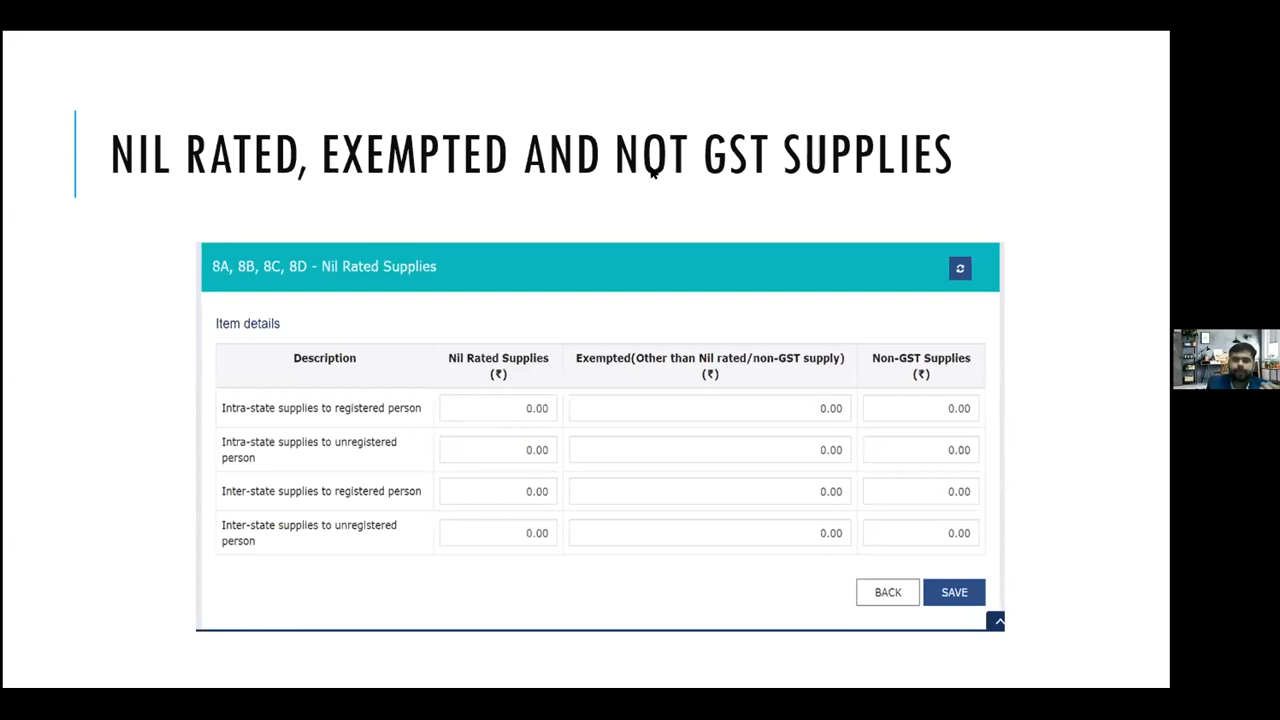 NIL RATED, EXEMPTED AND NOT GST SUPPLIES
8A, 8B, 8C, 8D - Nil Rated Supplies
Item details
Description
Nil Rated Supplies
(₹)
Exempted(Other than Nil rated/non-GST supply)
(₹)
Non-GST Supplies
(₹)
Intra-state supplies to registered person
0.00
0.00
0.00
Intra-state supplies to unregistered
person
0.00
0.00
0.00
Inter-state supplies to registered person
0.00
0.00
0.00
Inter-state supplies to unregistered
person
0.00
0.00
0.00
BACK
SAVE